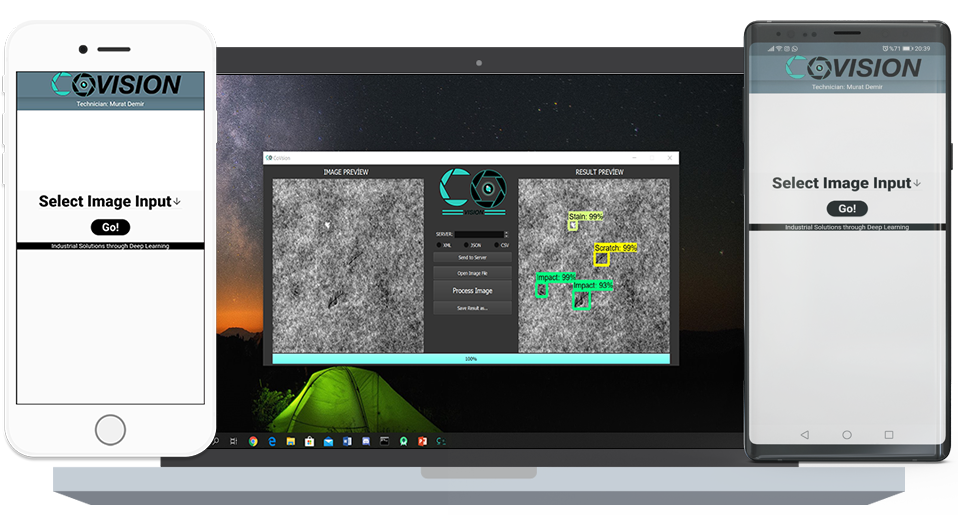 COVISION
Technician: Murat Demir
Select Image Input↓
Go!
Industrial Solutions through Deep Learning
CoVision
IMAGE PREVIEW
RESULT PREVIEW
VISION
SERVER:
XML
JSON
CSV
Send to Server
Open Image File
Process Image
Save Result as...
Stain: 99%
Scratch: 99%
Impact: 99%
Impact: 93%
100%
%71
20:39
COVISION
Technician: Murat Demir
Select Image Input↓
Go!
Industrial Solutions through Deep Learning